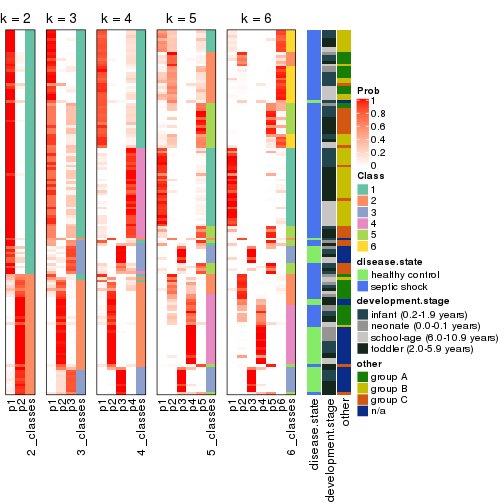 k = 2 k = 3 k = 4 k = 5 k = 6
p1 p2 2_classes p1 p2 p3 3_classes p1 p2 p3 p4 4_classes p1 p2 p3 p4 p5 5_classes p1 p2 p3 p4 p5 p6 6_classes disease.state development.stage other
Prob
1
0.8
0.6
0.4
0.2
0
Class
1
2
3
4
5
6
disease.state
healthy control
septic shock
development.stage
infant (0.2-1.9 years)
neonate (0.0-0.1 years)
school-age (6.0-10.9 years)
toddler (2.0-5.9 years)
other
group A
group B
group C
n/a